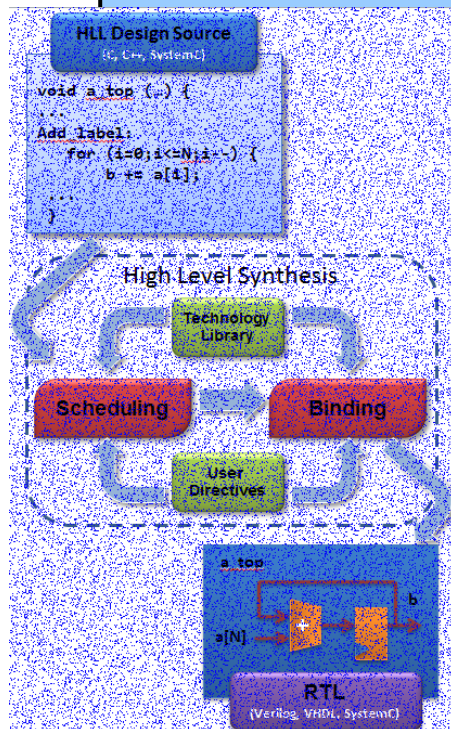 HLL Design Source
(C, C++, SystemC)
void a_top (…) {
...
Add_label:
for (i=0;i<=N;i--) {
b += a[i];
...
}
High Level Synthesis
Technology
Library
Scheduling
Binding
User
Directives
a_top
b
+
a[N]
RTL
(Verilog, VHDL, SystemC)